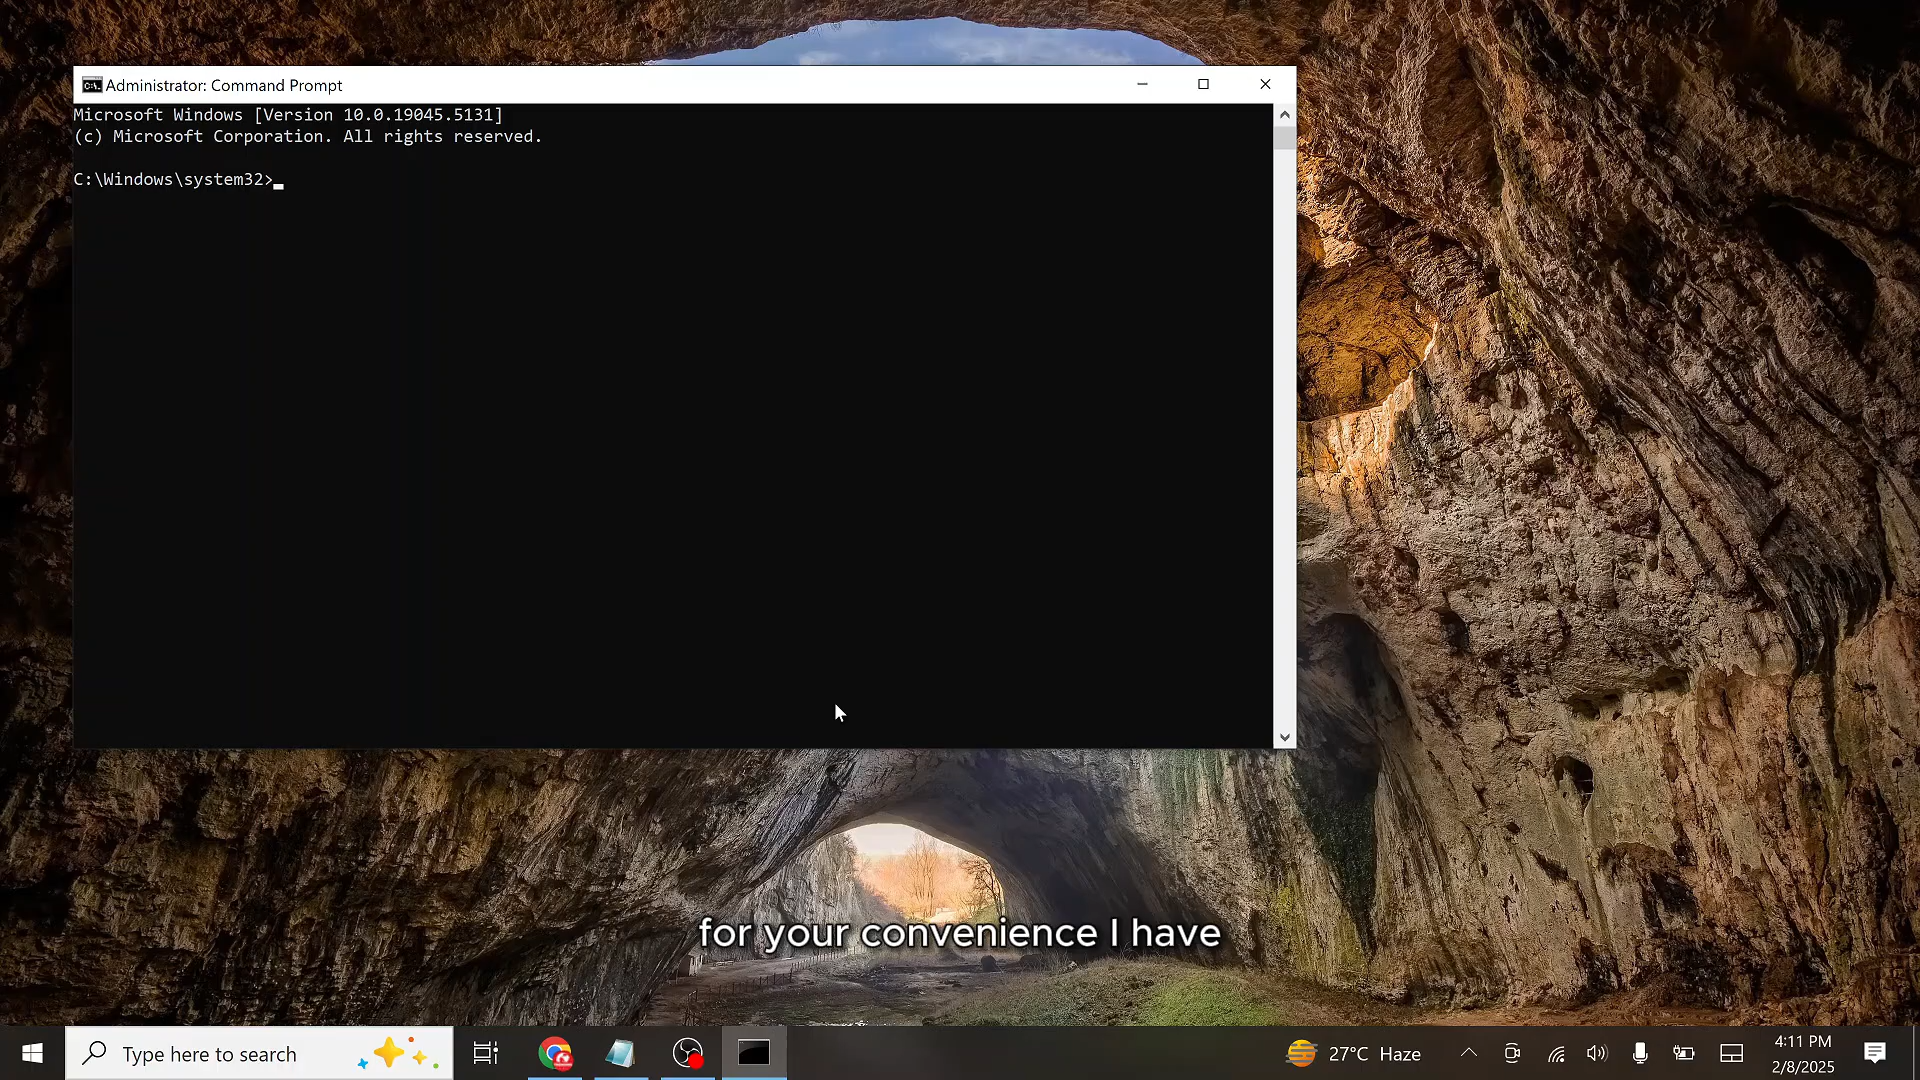 Administrator: Command Prompt
Microsoft Windows [Version 10.0.19045.5131]
(c) Microsoft Corporation. All rights reserved.
C:\Windows\system32>
for your convenience I have
Type here to search
27°C Haze
4:11 PM
2/8/2025